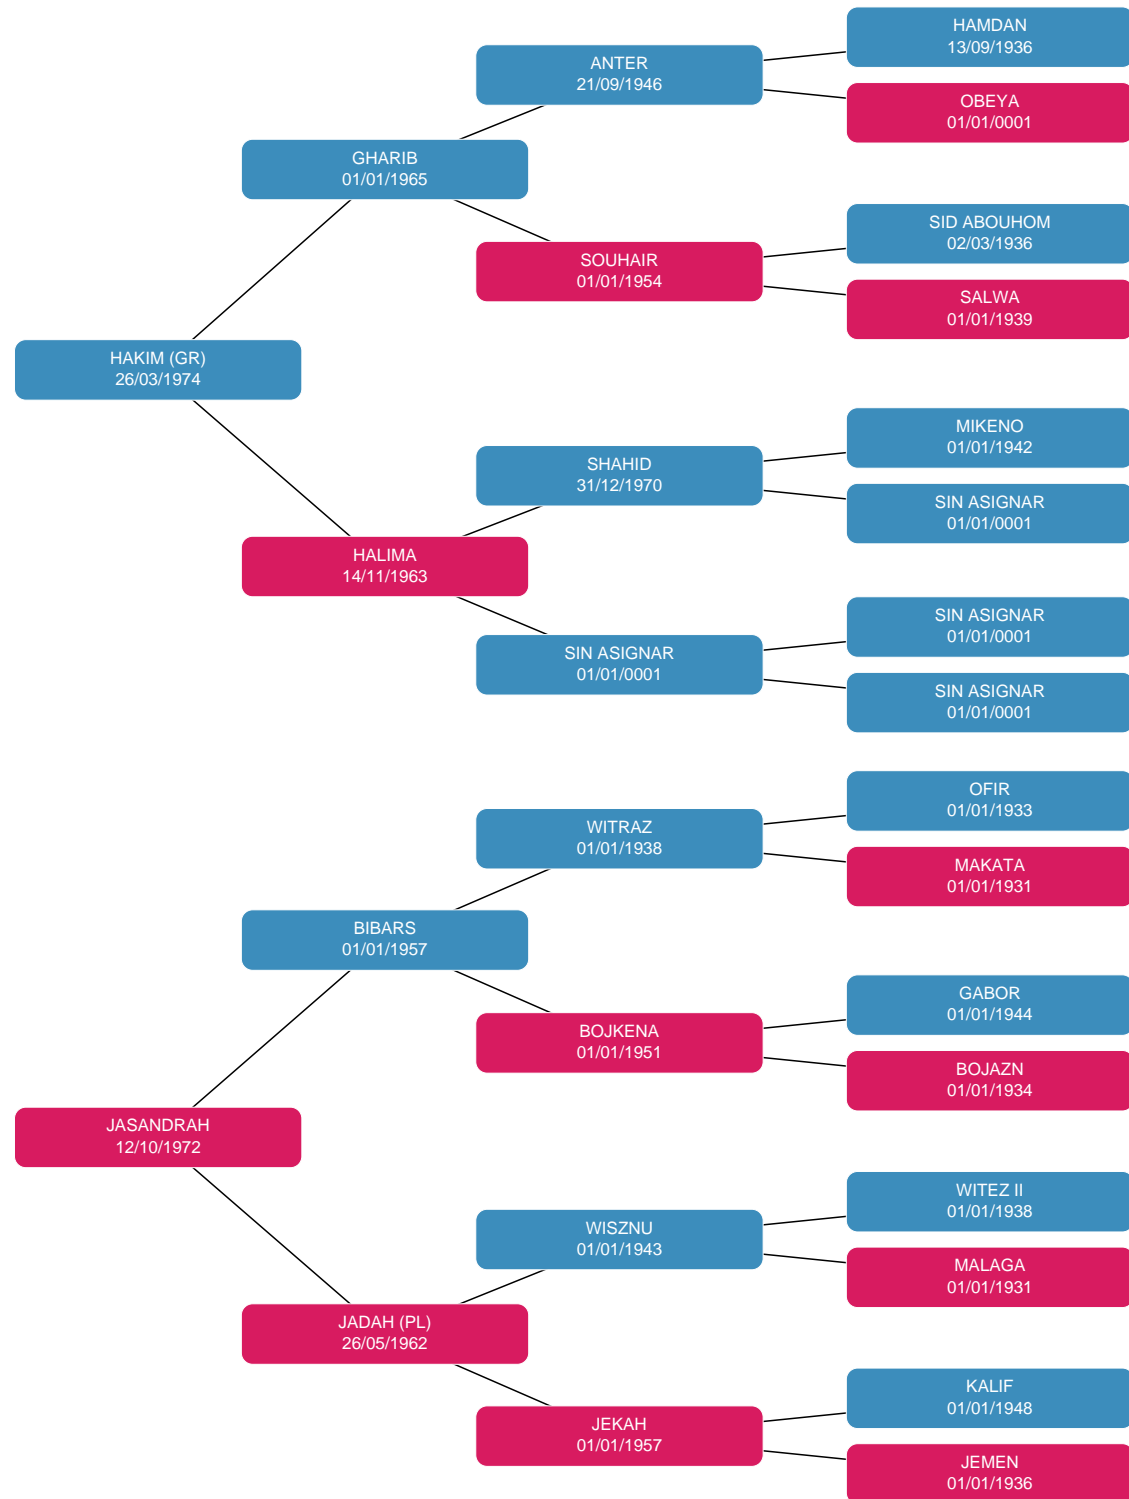 HAMDAN
13/09/1936
ANTER
21/09/1946
OBEYA
01/01/0001
GHARIB
01/01/1965
SID ABOUHOM
02/03/1936
SOUHAIR
01/01/1954
SALWA
01/01/1939
HAKIM (GR)
26/03/1974
MIKENO
01/01/1942
SHAHID
31/12/1970
SIN ASIGNAR
01/01/0001
HALIMA
14/11/1963
SIN ASIGNAR
01/01/0001
SIN ASIGNAR
01/01/0001
SIN ASIGNAR
01/01/0001
OFIR
01/01/1933
WITRAZ
01/01/1938
MAKATA
01/01/1931
BIBARS
01/01/1957
GABOR
01/01/1944
BOJKENA
01/01/1951
BOJAZN
01/01/1934
JASANDRAH
12/10/1972
WITEZ II
01/01/1938
WISZNU
01/01/1943
MALAGA
01/01/1931
JADAH (PL)
26/05/1962
KALIF
01/01/1948
JEKAH
01/01/1957
JEMEN
01/01/1936